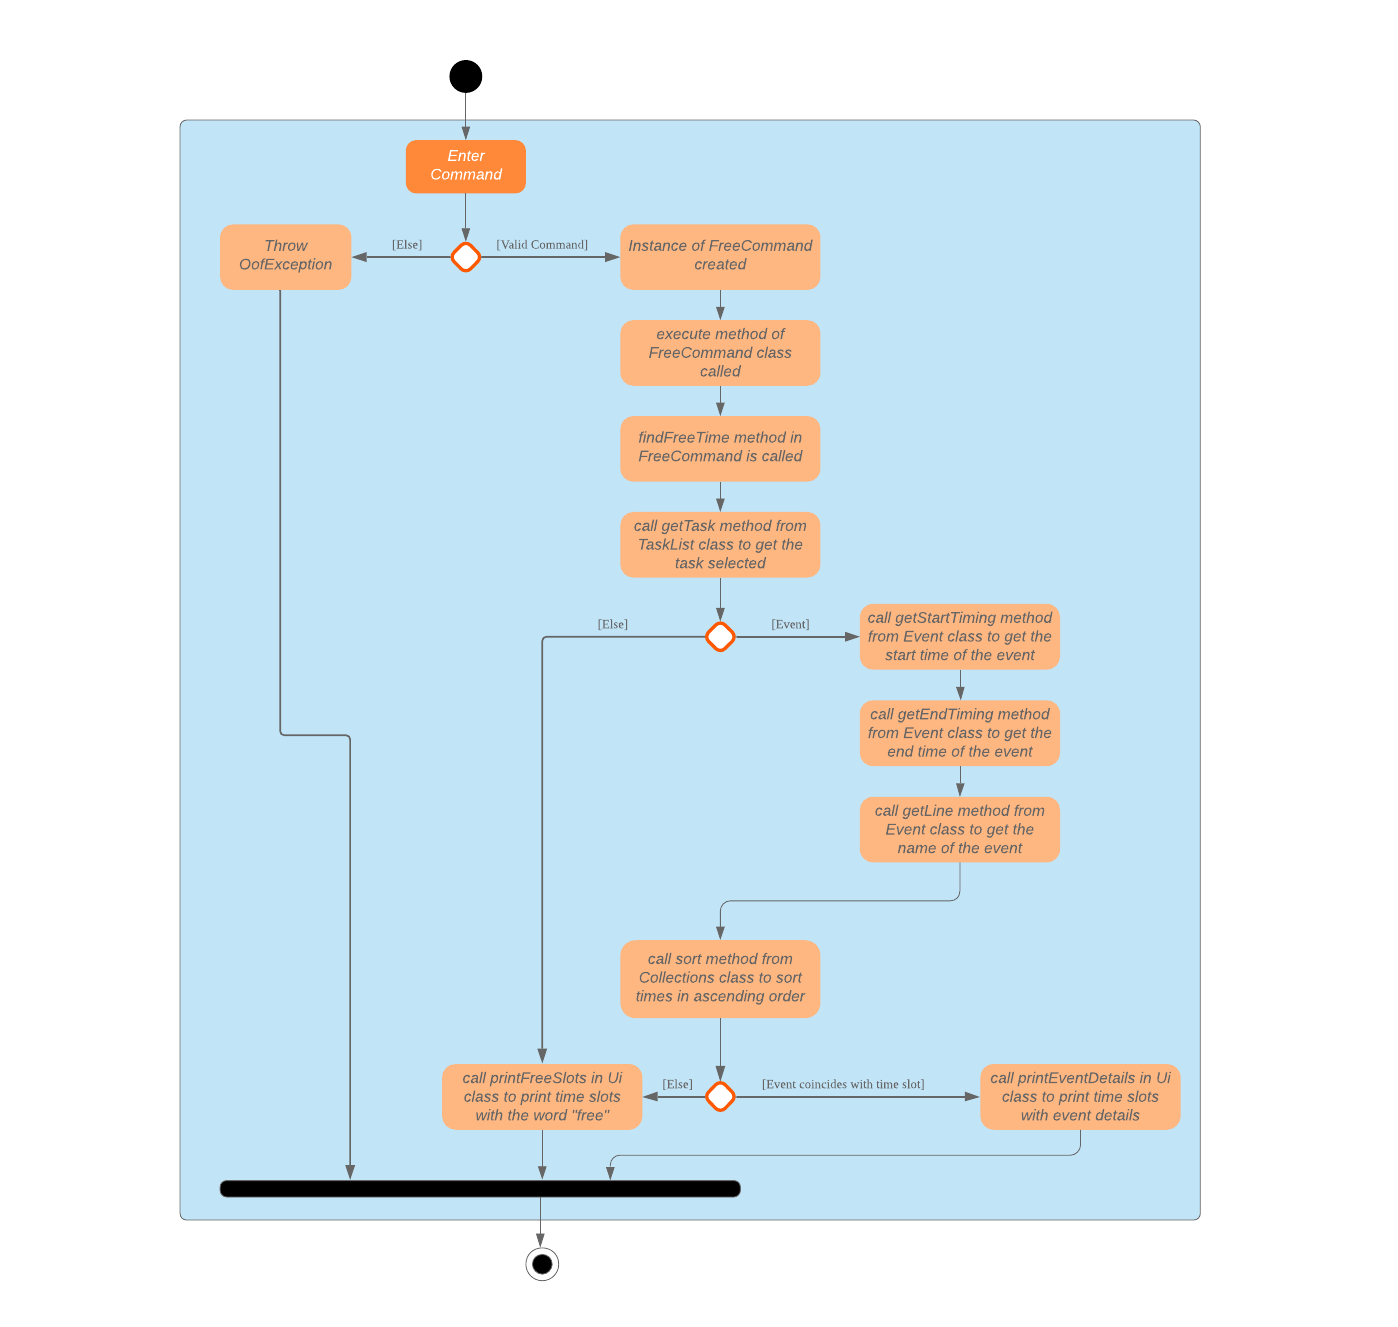 Enter
Command
Throw
OofException
[Else]
[Valid Command]
Instance of FreeCommand
created
execute method of
FreeCommand class
called
findFreeTime method in
FreeCommand is called
call getTask method from
TaskList class to get the
task selected
[Else]
[Event]
call getStartTiming method
from Event class to get the
start time of the event
call getEndTiming method
from Event class to get the
end time of the event
call getLine method from
Event class to get the
name of the event
call sort method from
Collections class to sort
times in ascending order
call printFreeSlots in Ui
class to print time slots
with the word "free"
[Else]
[Event coincides with time slot]
call printEventDetails in Ui
class to print time slots
with event details